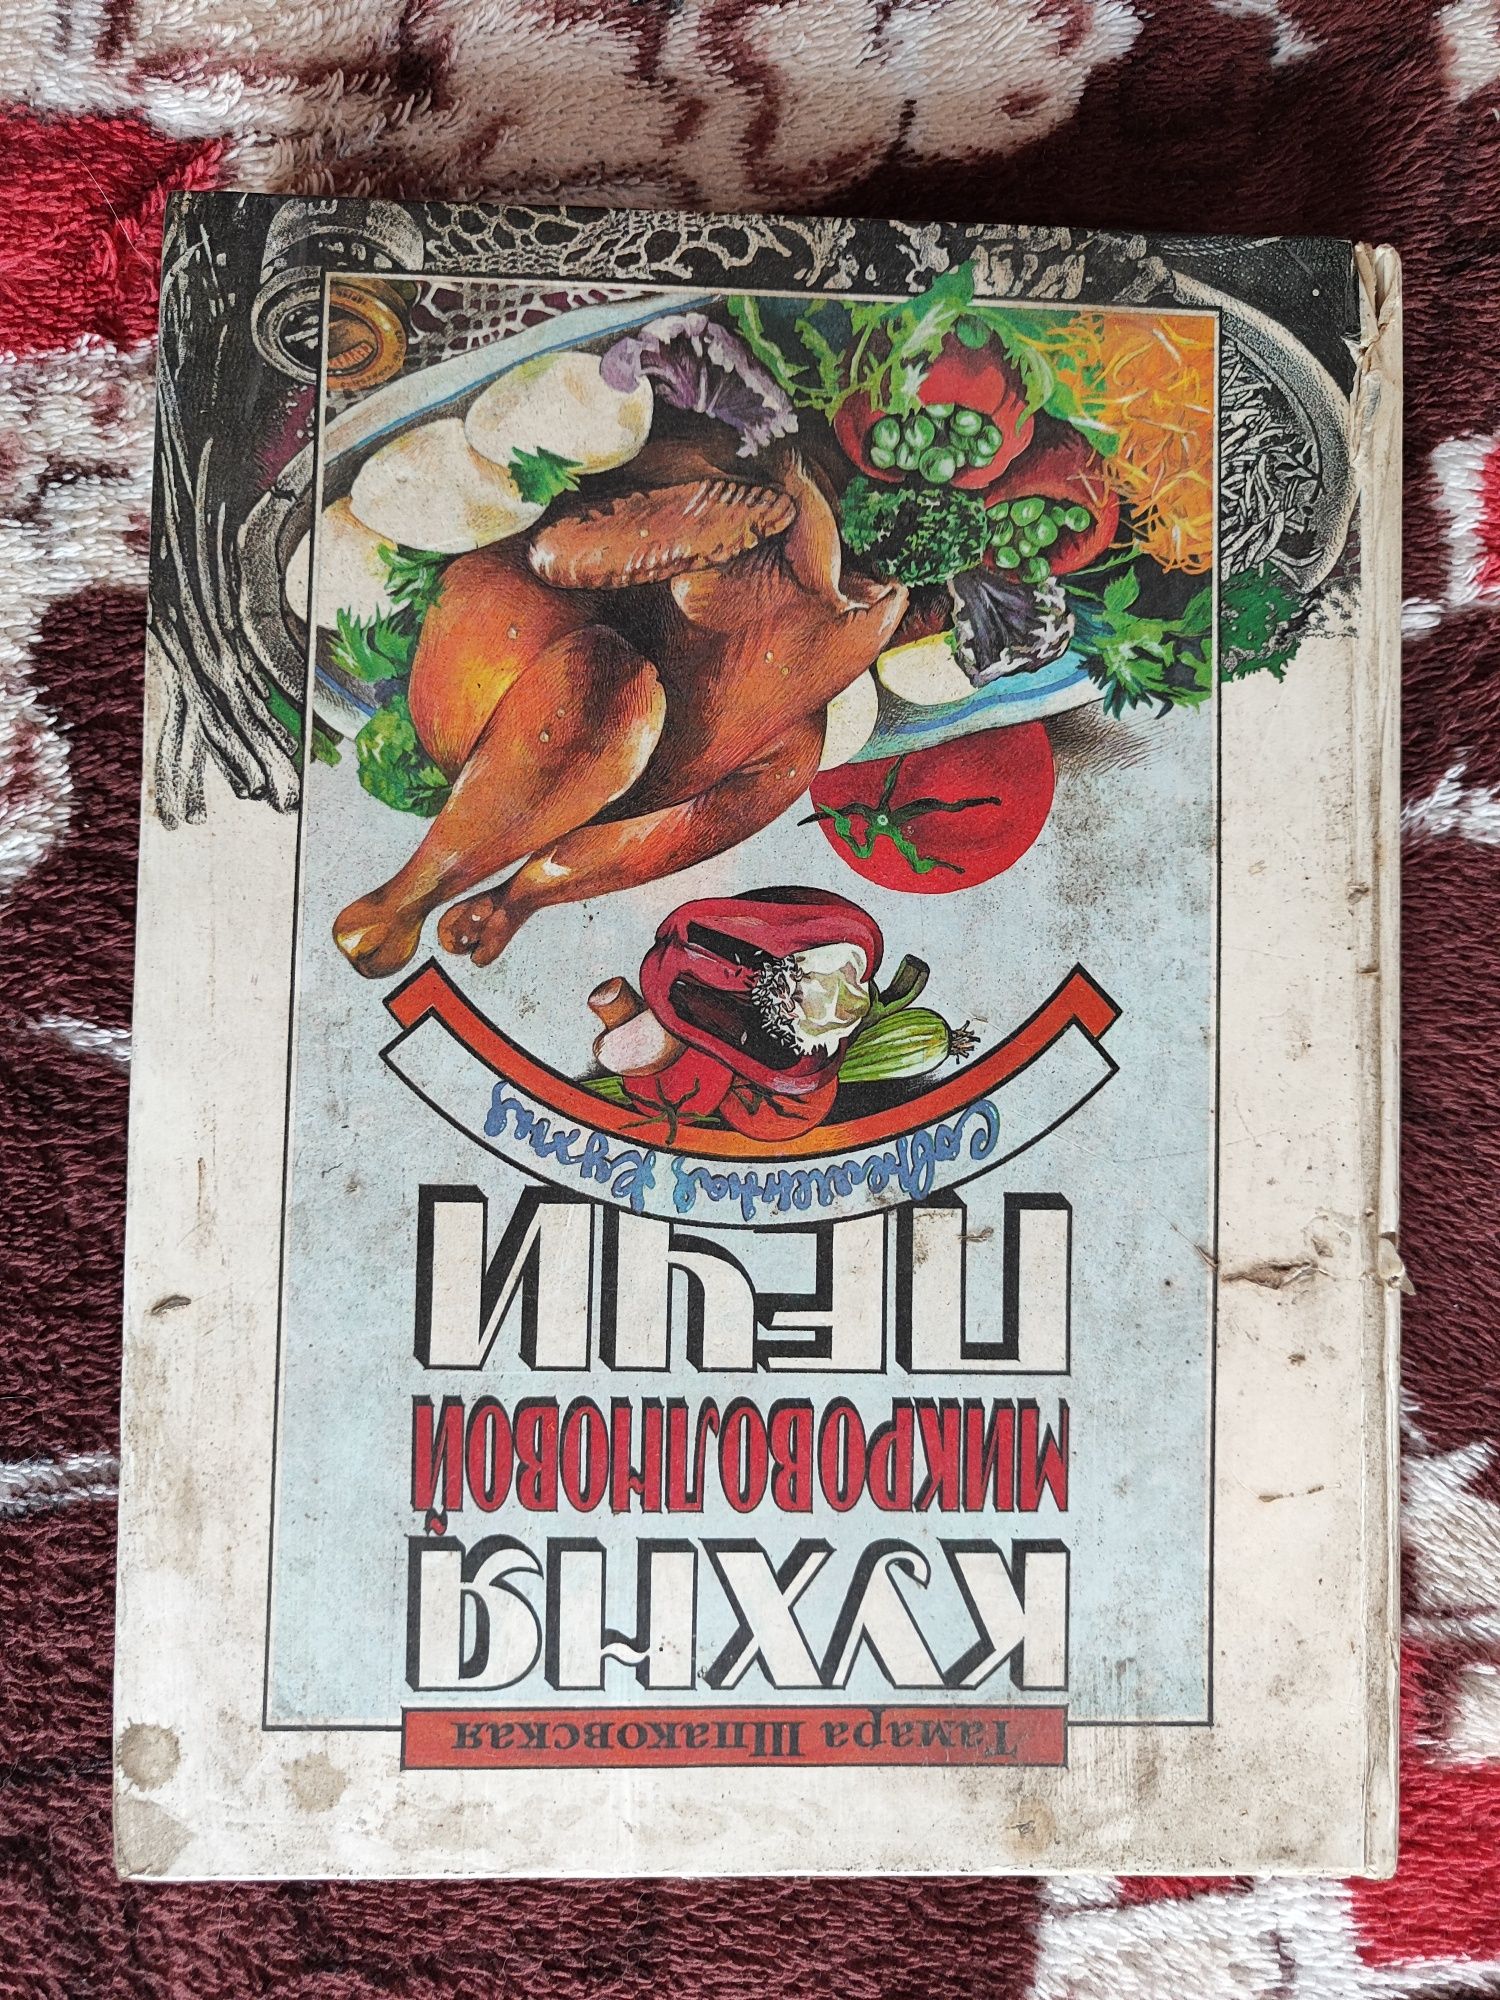 Тамара Шпаковская
КУХНЯ
МИКРОВОЛНОВОЙ
ПЕЧИ
Современная кухня